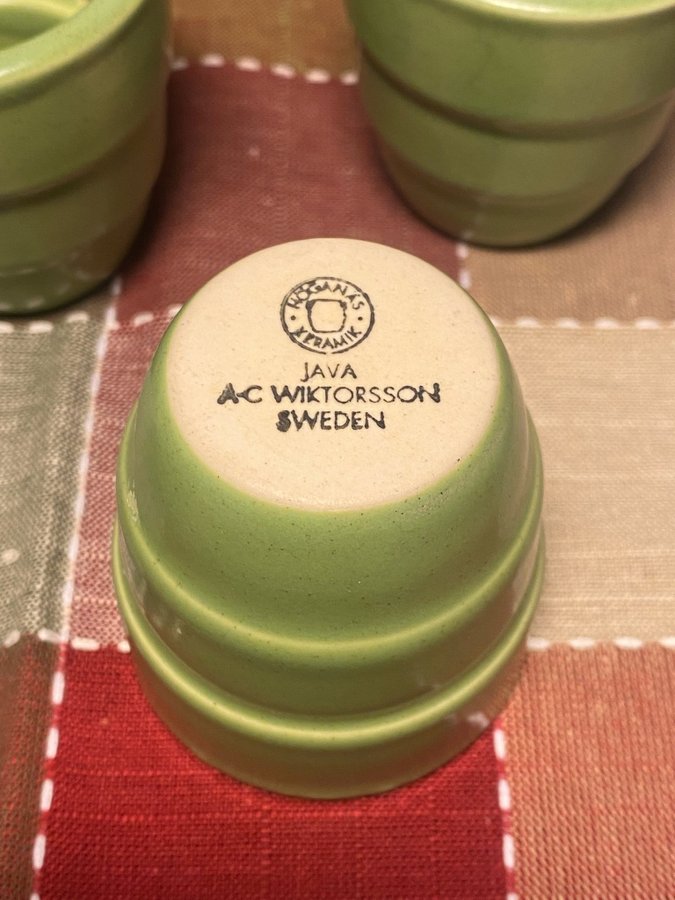 HÖGANÄS
KERAMIK
JAVA
A-C WIKTORSSON
SWEDEN